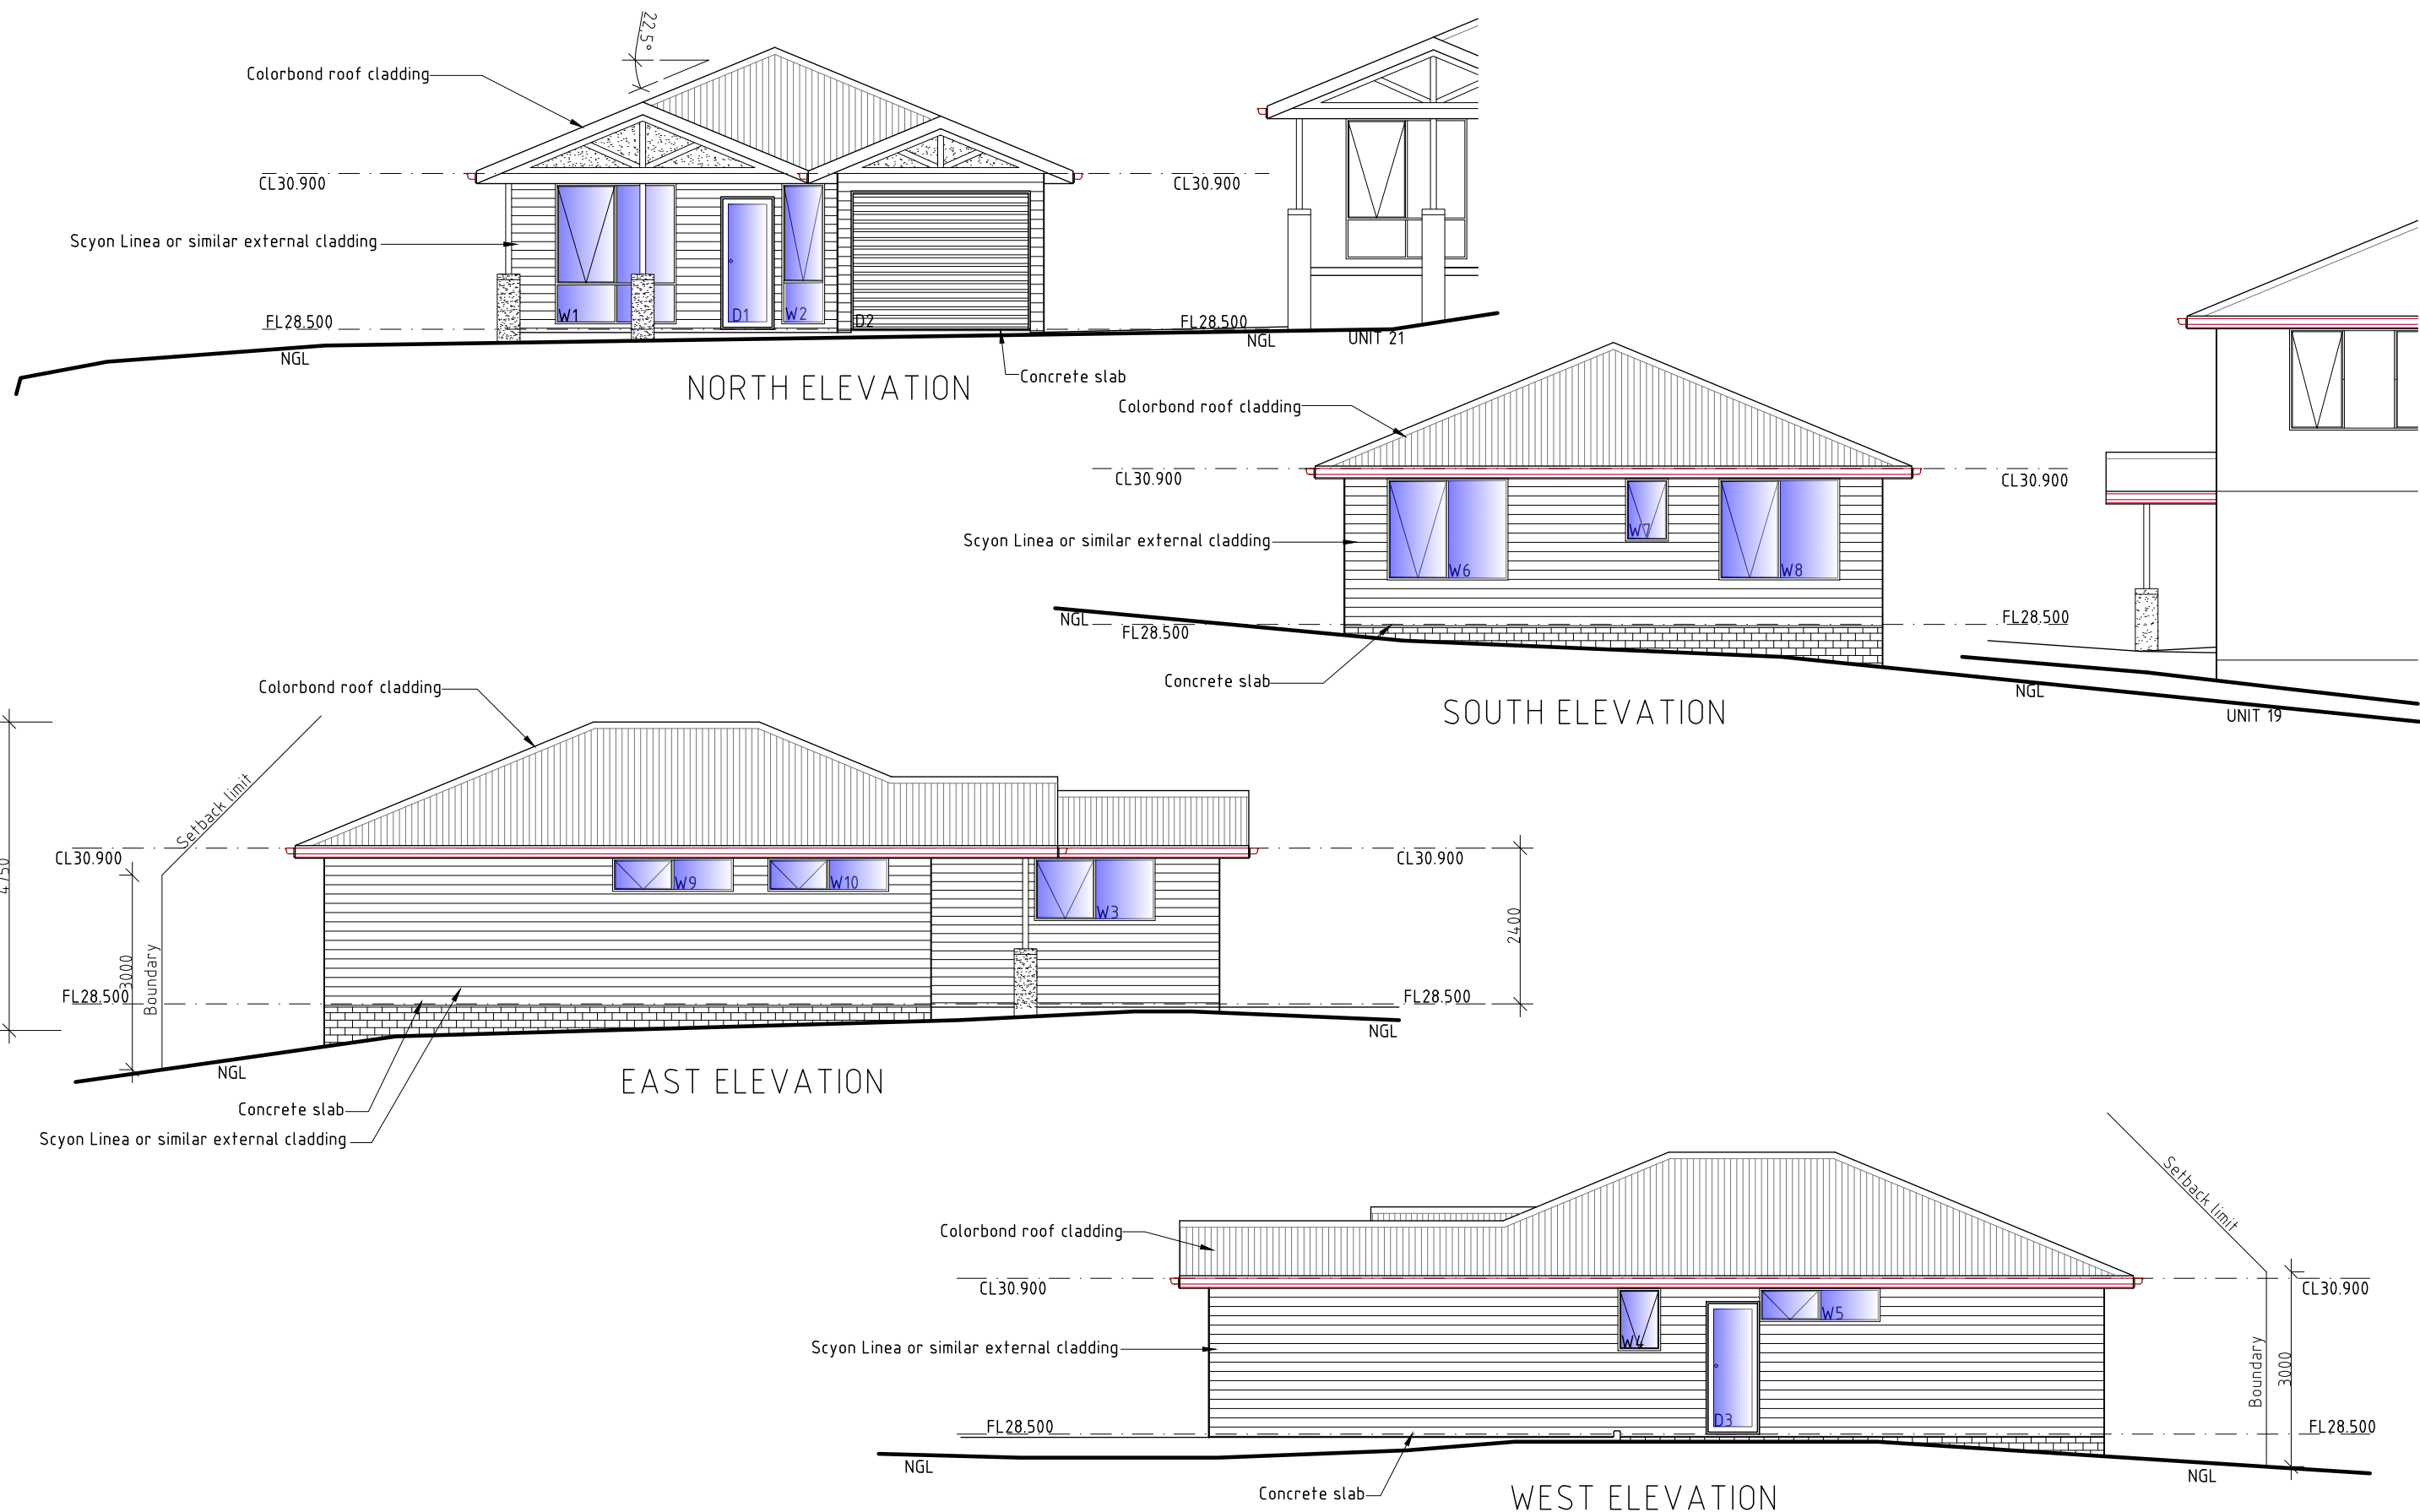 22.5°
Colorbond roof cladding
CL30.900
CL30.900
Scyon Linea or similar external cladding
W1
D1
W2
D2
FL28.500
FL28.500
NGL
NGL
UNIT 21
Concrete slab
NORTH ELEVATION
Colorbond roof cladding
CL30.900
CL30.900
Scyon Linea or similar external cladding
W6
W7
W8
NGL
FL28.500
FL28.500
Concrete slab
NGL
UNIT 19
SOUTH ELEVATION
Colorbond roof cladding
Setback limit
4750
CL30.900
CL30.900
W9
W10
W3
2400
3000
Boundary
FL28.500
FL28.500
NGL
NGL
EAST ELEVATION
Concrete slab
Scyon Linea or similar external cladding
Setback limit
Colorbond roof cladding
CL30.900
CL30.900
W5
W4
Scyon Linea or similar external cladding
Boundary
3000
D3
FL28.500
FL28.500
NGL
NGL
Concrete slab
WEST ELEVATION